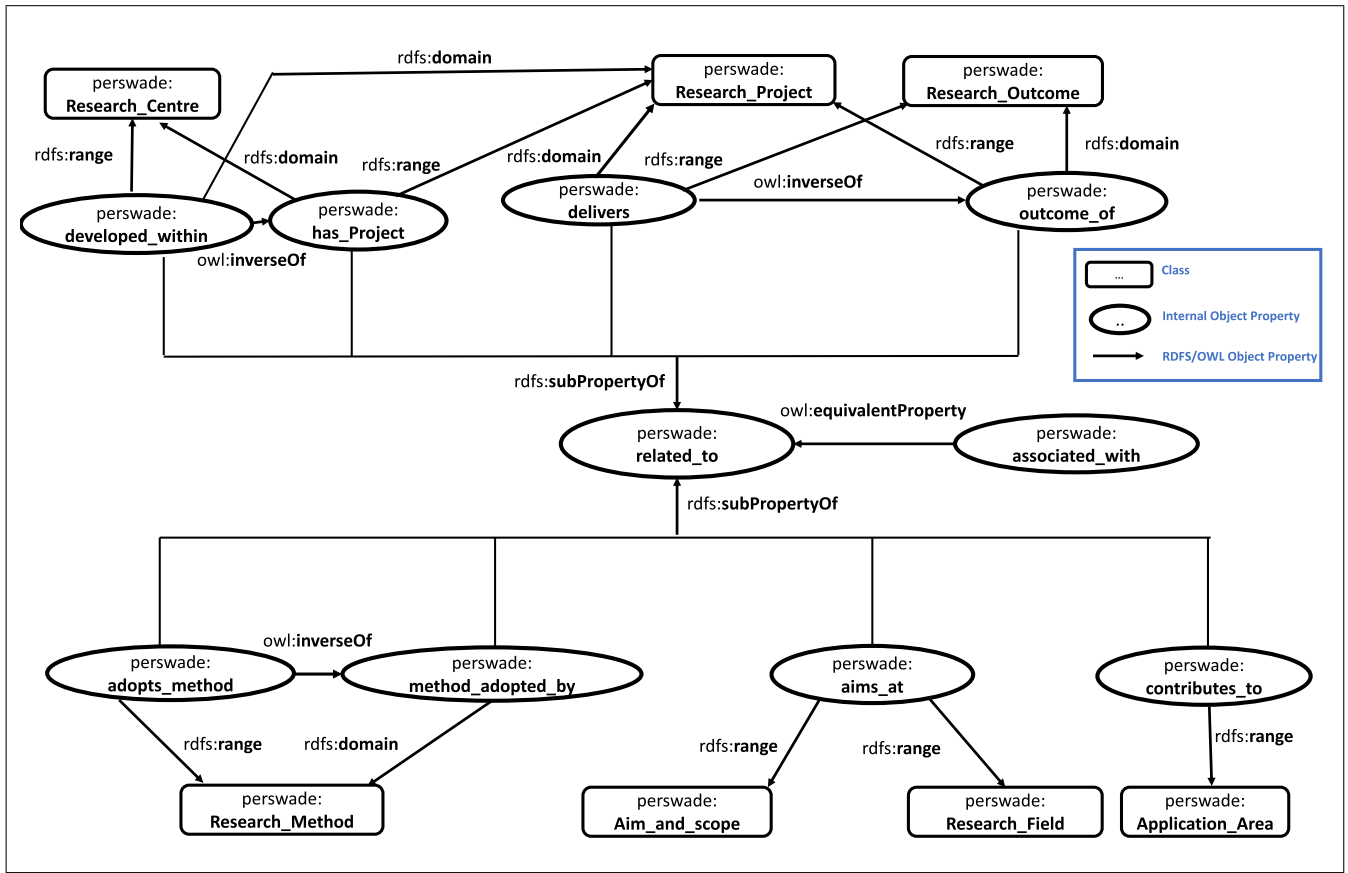 rdfs:domain
perswade:
Research_Centre
perswade:
Research_Project
perswade:
Research_Outcome
rdfs:range
rdfs:domain
rdfs:range
rdfs:domain
rdfs:range
rdfs:range
rdfs:domain
perswade:
developed_within
owl:inverseOf
perswade:
has_Project
perswade:
delivers
owl:inverseOf
perswade:
outcome_of
...
Class
..
Internal Object Property
RDFS/OWL Object Property
rdfs:subPropertyOf
perswade:
related_to
owl:equivalentProperty
perswade:
associated_with
rdfs:subPropertyOf
perswade:
adopts_method
owl:inverseOf
perswade:
method_adopted_by
perswade:
aims_at
perswade:
contributes_to
rdfs:range
rdfs:domain
rdfs:range
rdfs:range
rdfs:range
perswade:
Research_Method
perswade:
Aim_and_scope
perswade:
Research_Field
perswade:
Application_Area